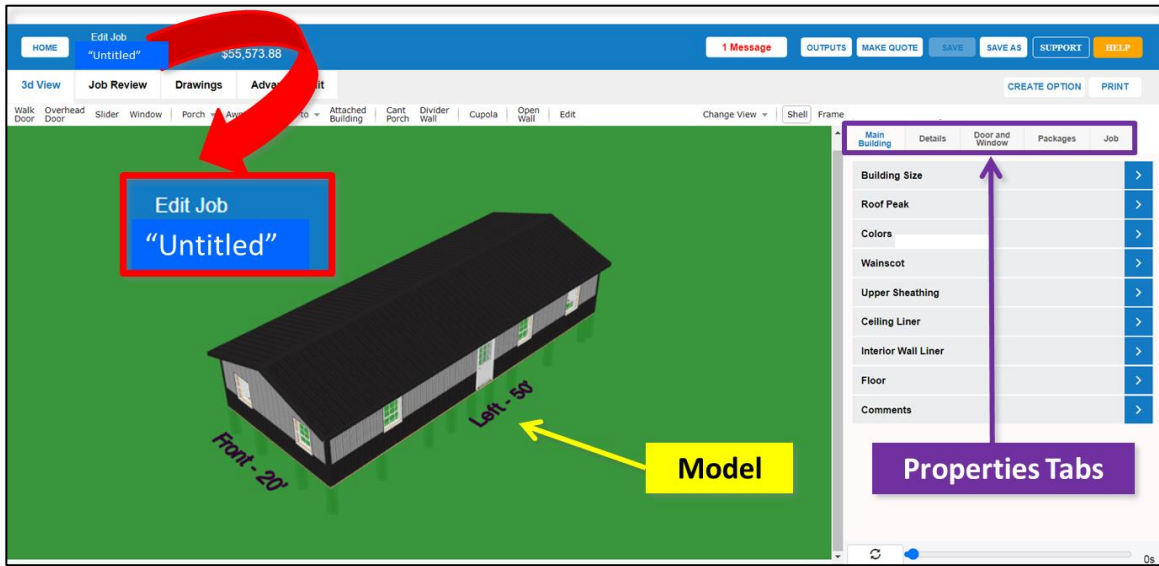 Edit Job
HOME "Untitled" $55,573.88 1 Message OUTPUTS MAKE QUOTE SAVE SAVE AS SUPPORT HELP
3d View Job Review Drawings CREATE OPTION PRINT
Walk Door Overhead Door Slider Window Porch Attached Building Cant Porch Divider Wall Cupola Open Wall Edit Change View Shell Frame
Main Building Details Door and Window Packages Job
Building Size
Roof Peak
Colors
Wainscot
Upper Sheathing
Ceiling Liner
Interior Wall Liner
Floor
Comments
Edit Job
"Untitled"
Left - 50'
Front - 20'
Model
Properties Tabs
0s